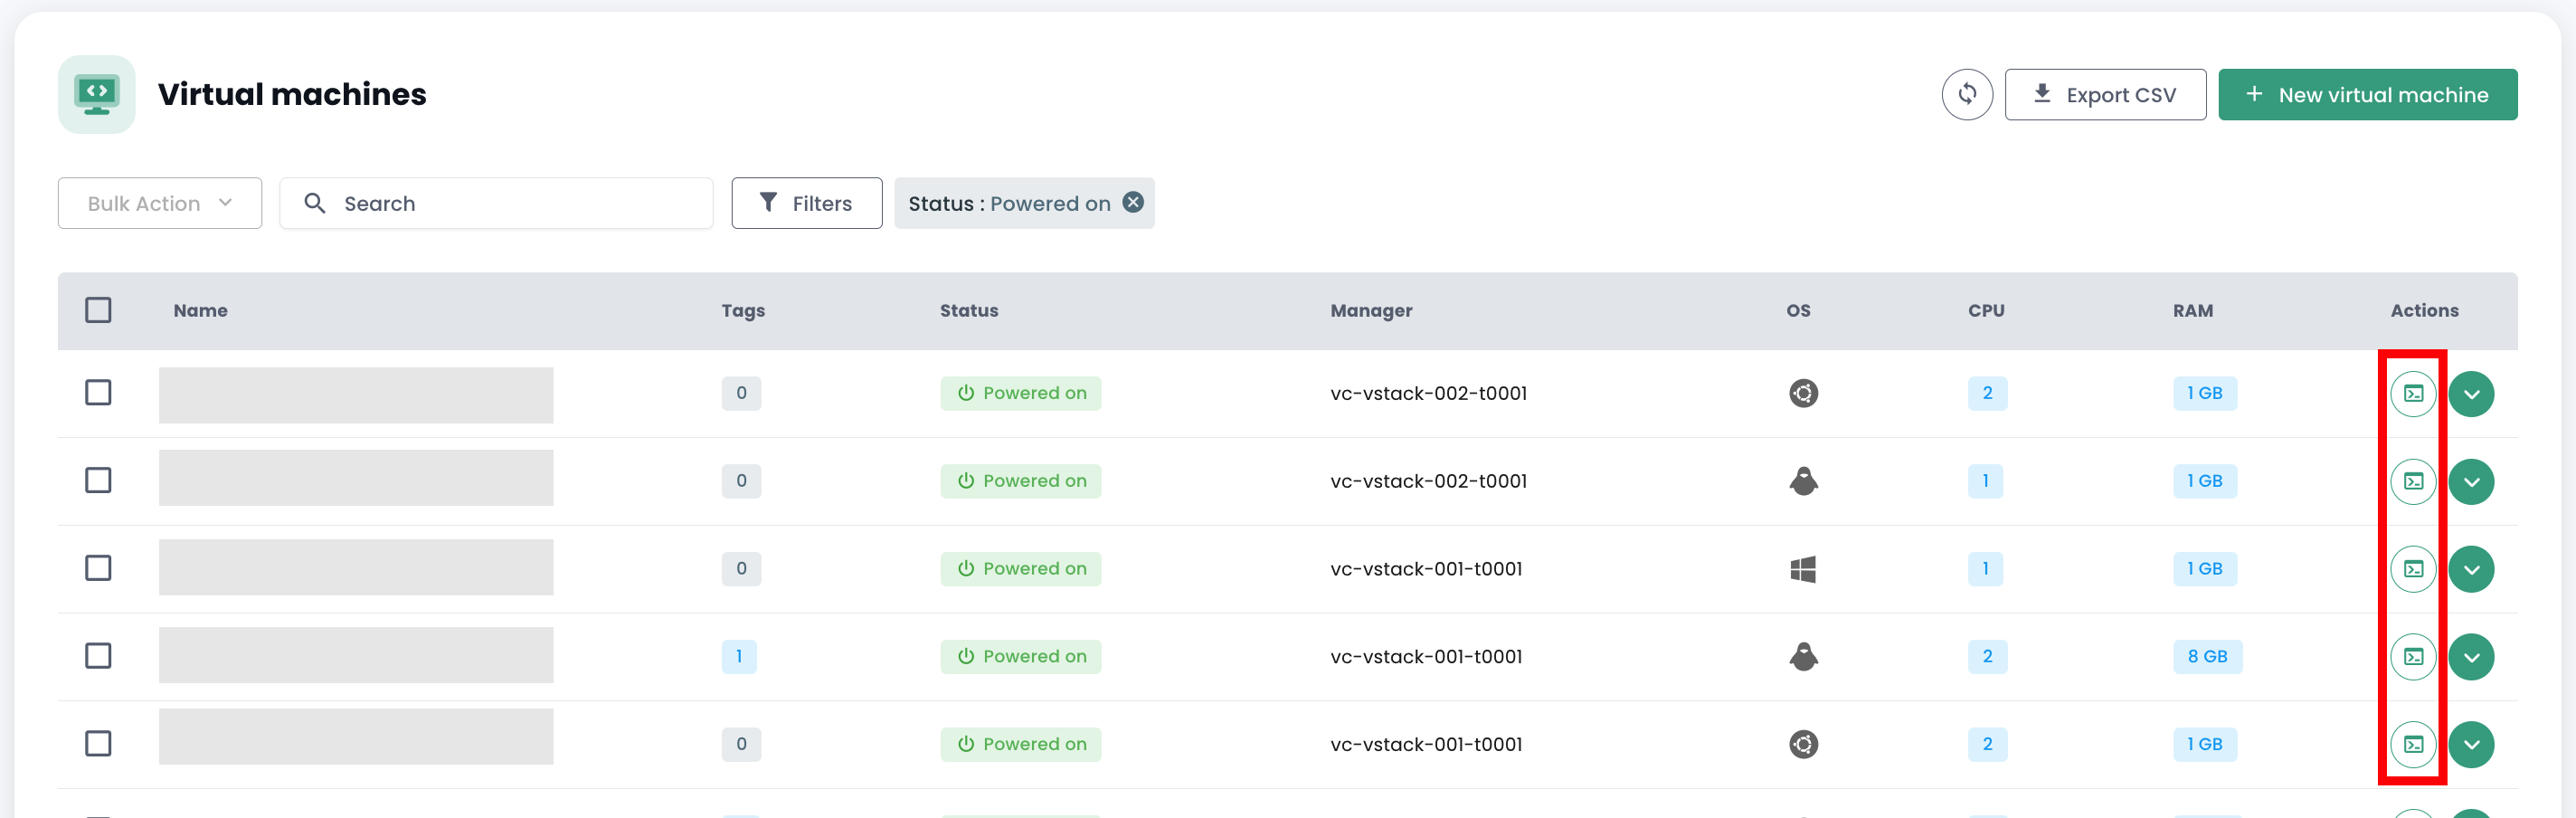 Virtual machines
Export CSV
+ New virtual machine
Bulk Action
Search
Filters
Status : Powered on
Name Tags Status Manager OS CPU RAM Actions
0 Powered on vc-vstack-002-t0001 2 1 GB
0 Powered on vc-vstack-002-t0001 1 1 GB
0 Powered on vc-vstack-001-t0001 1 1 GB
1 Powered on vc-vstack-001-t0001 2 8 GB
0 Powered on vc-vstack-001-t0001 2 1 GB